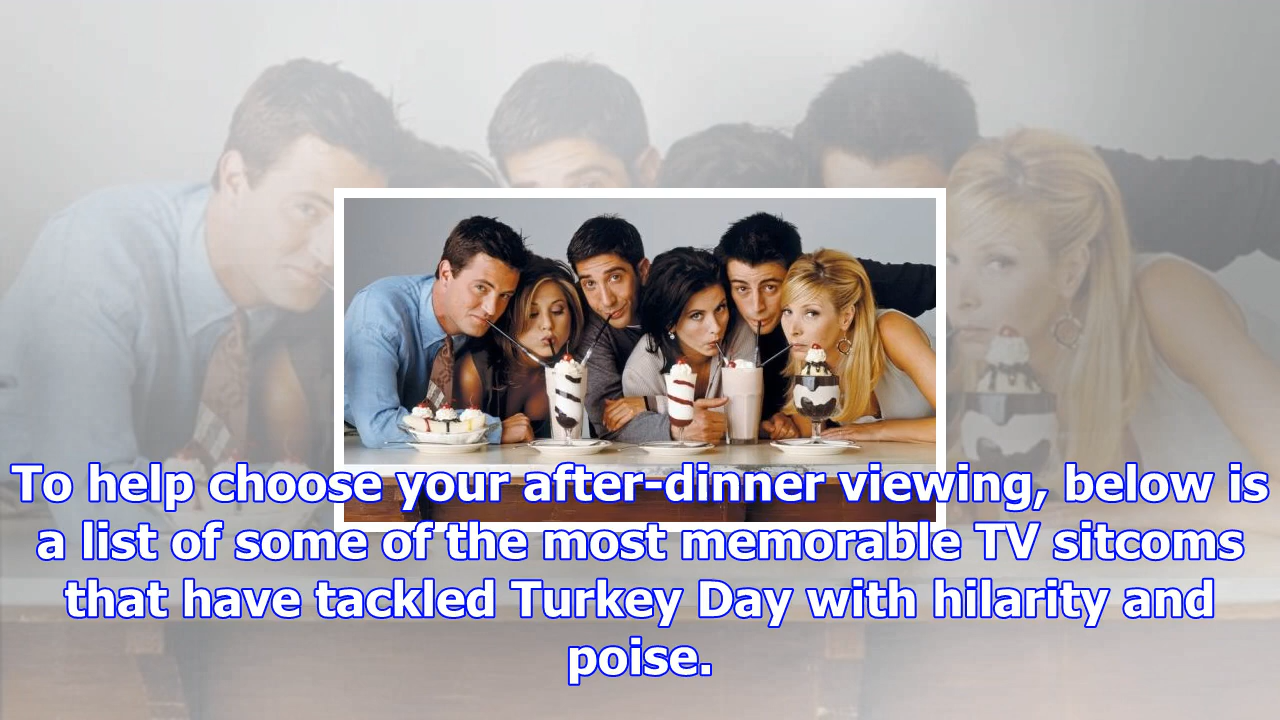 To help choose your after-dinner viewing, below is
a list of some of the most memorable TV sitcoms
that have tackled Turkey Day with hilarity and
poise.